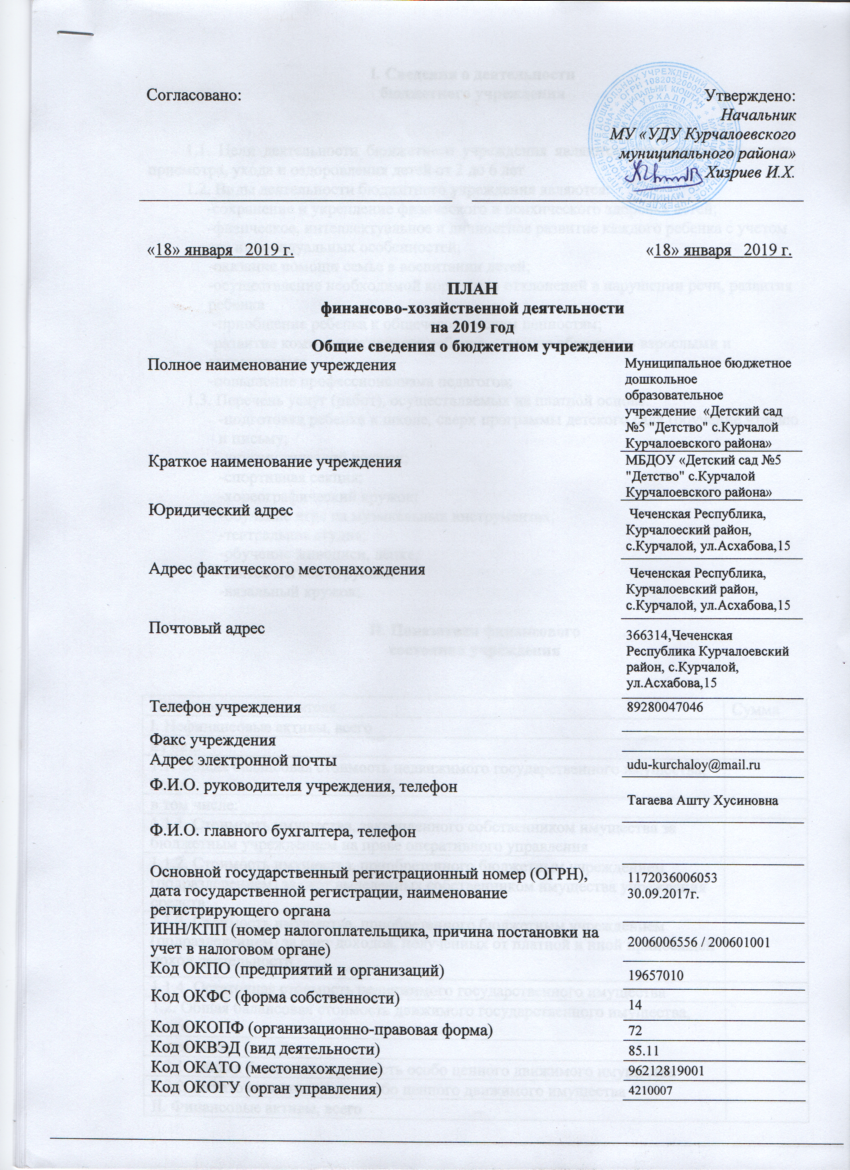 Согласовано:
Утверждено:
Начальник
МУ «УДУ Курчалоевского
муниципального района»
Хизриев И.Х.
«18» января 2019 г.
«18» января 2019 г.
ПЛАН
финансово-хозяйственной деятельности
на 2019 год
Общие сведения о бюджетном учреждении
Полное наименование учреждения
Муниципальное бюджетное
дошкольное
образовательное
учреждение «Детский сад
№5 "Детство" с.Курчалой
Курчалоевского района»
Краткое наименование учреждения
МБДОУ «Детский сад №5
"Детство" с.Курчалой
Курчалоевского района»
Юридический адрес
Чеченская Республика,
Курчалоеский район,
с.Курчалой, ул.Асхабова,15
Адрес фактического местонахождения
Чеченская Республика,
Курчалоевский район,
с.Курчалой, ул.Асхабова,15
Почтовый адрес
366314,Чеченская
Республика Курчалоевский
район, с.Курчалой,
ул.Асхабова,15
Телефон учреждения
89280047046
Факс учреждения
Адрес электронной почты
udu-kurchaloy@mail.ru
Ф.И.О. руководителя учреждения, телефон
Тагаева Ашту Хусиновна
Ф.И.О. главного бухгалтера, телефон
Основной государственный регистрационный номер (ОГРН),
дата государственной регистрации, наименование
регистрирующего органа
1172036006053
30.09.2017г.
ИНН/КПП (номер налогоплательщика, причина постановки на
учет в налоговом органе)
2006006556 / 200601001
Код ОКПО (предприятий и организаций)
19657010
Код ОКФС (форма собственности)
14
Код ОКОПФ (организационно-правовая форма)
72
Код ОКВЭД (вид деятельности)
85.11
Код ОКАТО (местонахождение)
96212819001
Код ОКОГУ (орган управления)
4210007